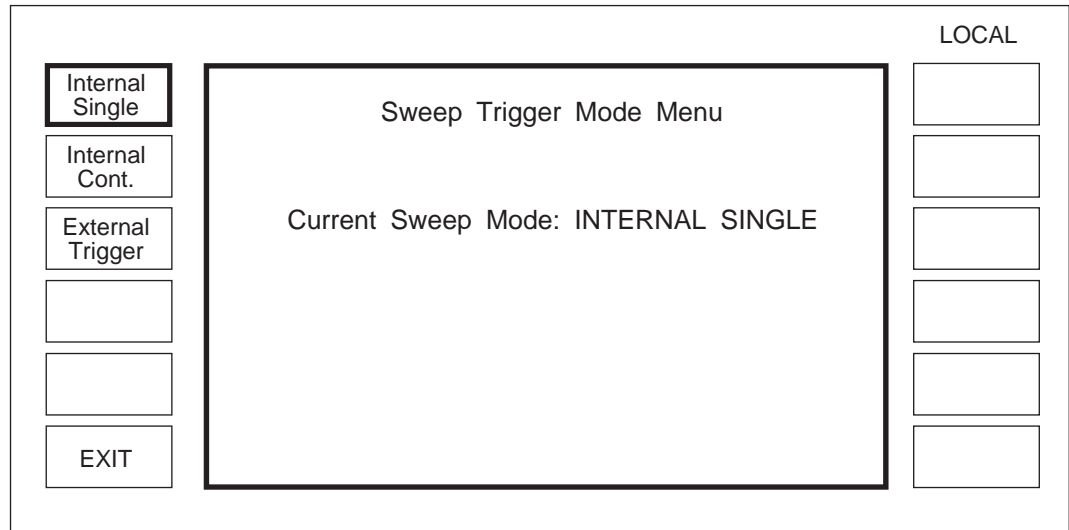 LOCAL
Internal
Single
Sweep Trigger Mode Menu
Internal
Cont.
External
Trigger
Current Sweep Mode: INTERNAL SINGLE
EXIT